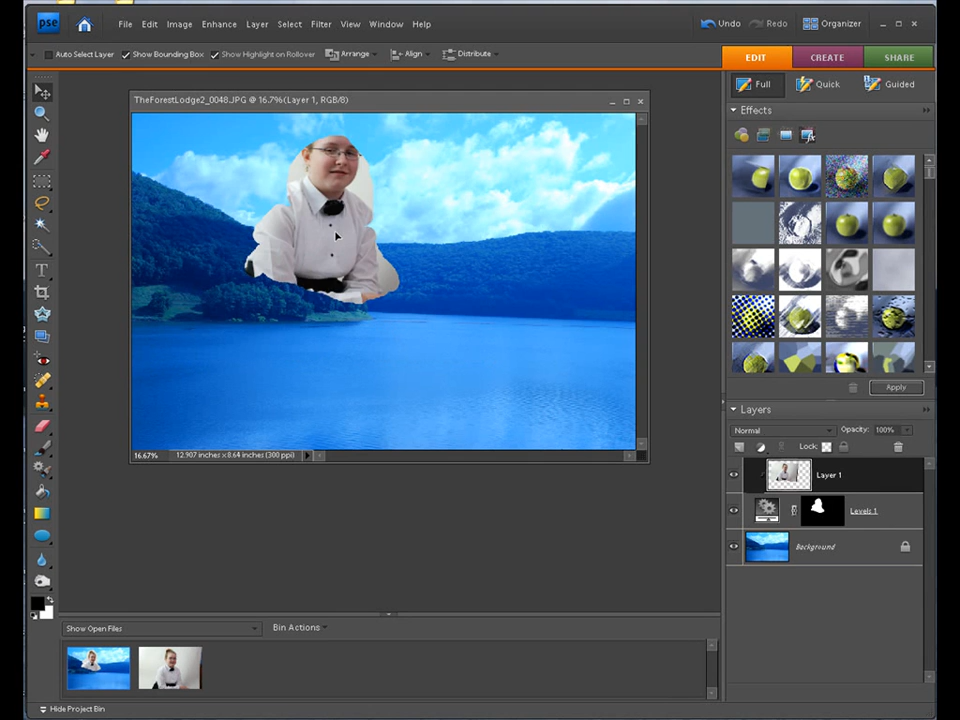 pse File Edit Image Enhance Layer Select Filter View Window Help Undo Redo Organizer
Auto Select Layer Show Bounding Box Show Highlight on Rollover Arrange Align Distribute EDIT CREATE SHARE
Full Quick Guided
TheForestLodge2_0048.JPG @ 16.7%(Layer 1, RGB/8)
Effects
Apply
Layers
Normal Opacity: 100%
Lock:
Layer 1
16.67% 12.907 inches x 8.64 inches (300 ppi)
Levels 1
Background
Show Open Files Bin Actions
Hide Project Bin